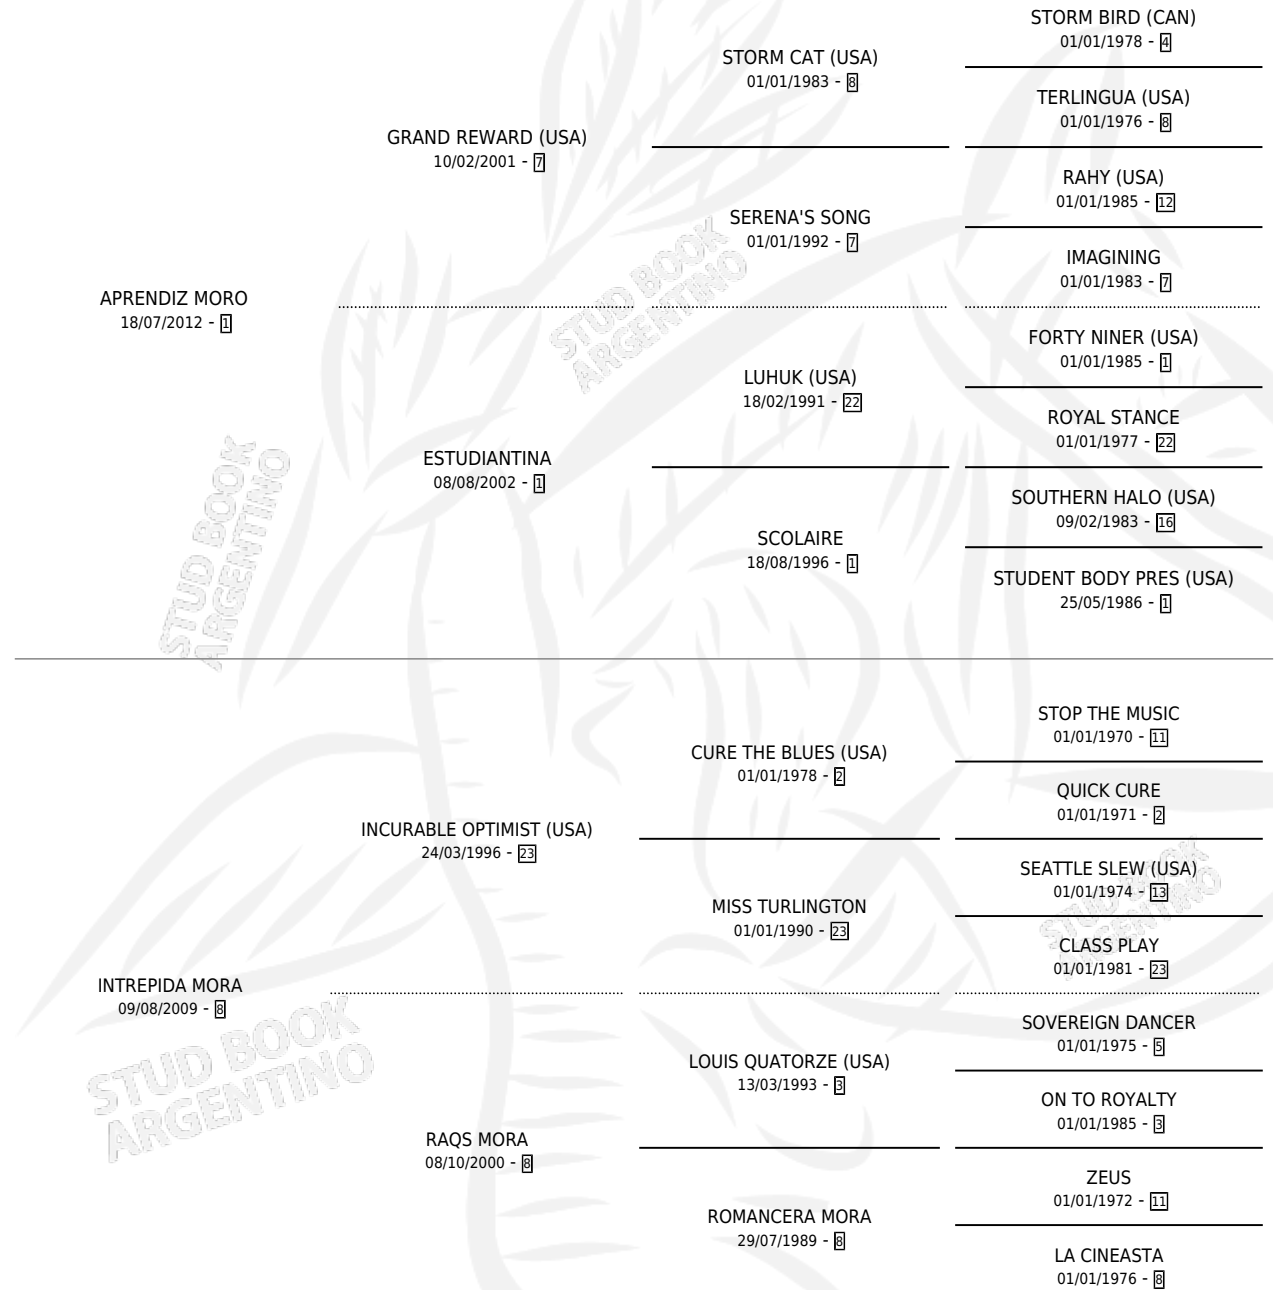 STORM BIRD (CAN)
01/01/1978 - 4
STORM CAT (USA)
01/01/1983 - 8
TERLINGUA (USA)
01/01/1976 - 8
GRAND REWARD (USA)
10/02/2001 - 7
RAHY (USA)
01/01/1985 - 12
SERENA'S SONG
01/01/1992 - 7
IMAGINING
01/01/1983 - 7
APRENDIZ MORO
18/07/2012 - 1
FORTY NINER (USA)
01/01/1985 - 1
LUHUK (USA)
18/02/1991 - 22
ROYAL STANCE
01/01/1977 - 22
ESTUDIANTINA
08/08/2002 - 1
SOUTHERN HALO (USA)
09/02/1983 - 16
SCOLAIRE
18/08/1996 - 1
STUDENT BODY PRES (USA)
25/05/1986 - 1
STOP THE MUSIC
01/01/1970 - 11
CURE THE BLUES (USA)
01/01/1978 - 2
QUICK CURE
01/01/1971 - 2
INCURABLE OPTIMIST (USA)
24/03/1996 - 23
SEATTLE SLEW (USA)
01/01/1974 - 13
MISS TURLINGTON
01/01/1990 - 23
CLASS PLAY
01/01/1981 - 23
INTREPIDA MORA
09/08/2009 - 8
SOVEREIGN DANCER
01/01/1975 - 5
LOUIS QUATORZE (USA)
13/03/1993 - 3
ON TO ROYALTY
01/01/1985 - 3
RAQS MORA
08/10/2000 - 8
ZEUS
01/01/1972 - 11
ROMANCERA MORA
29/07/1989 - 8
LA CINEASTA
01/01/1976 - 8
STUD BOOK
ARGENTINO
STUD BOOK
ARGENTINO
STUD BOOK
ARGENTINO
STUD BOOK
ARGENTINO